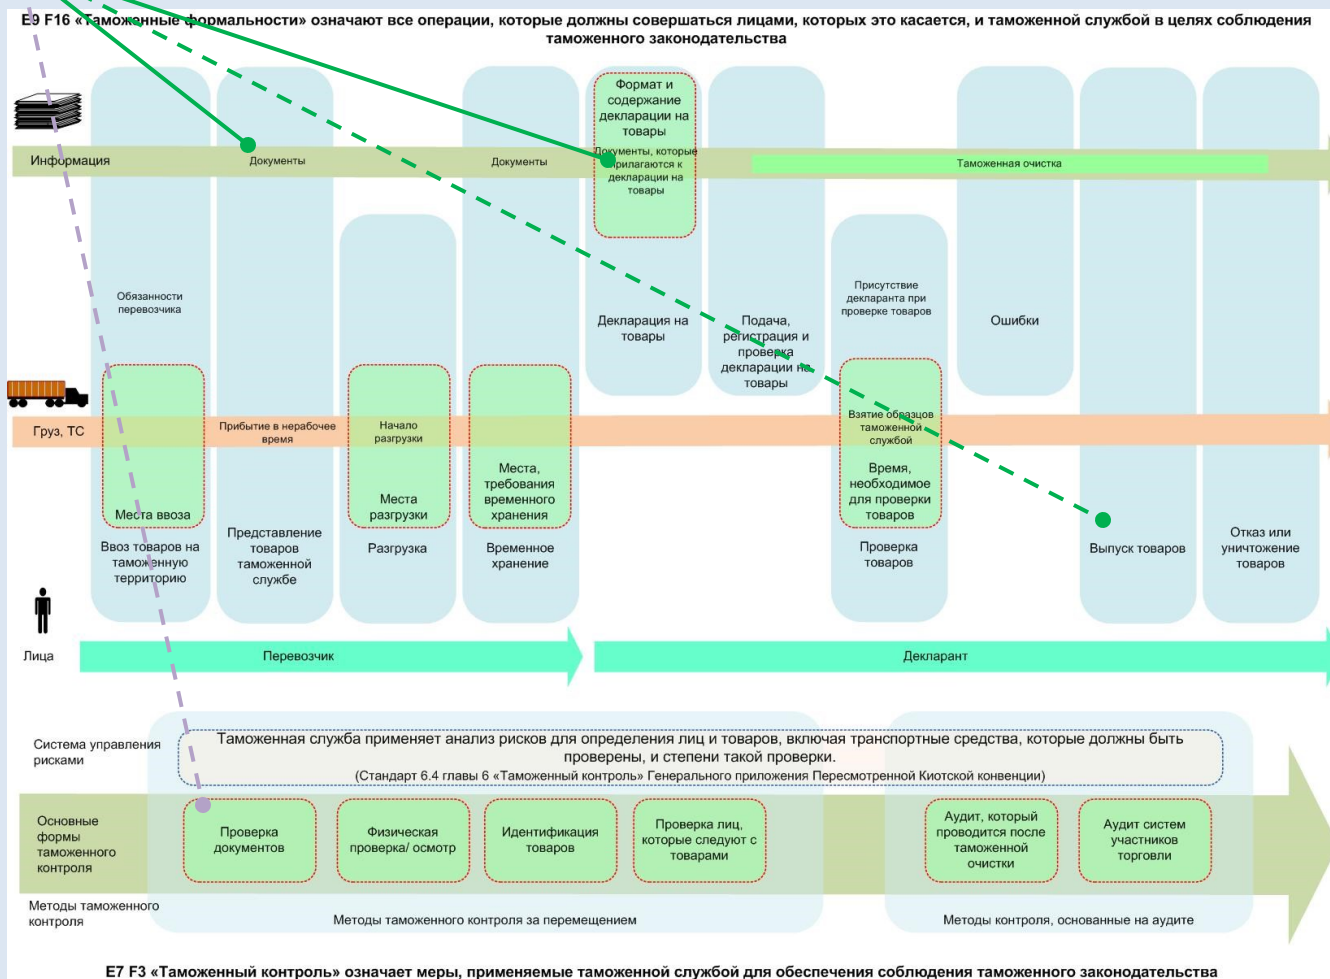 E9 F16 «Таможенные формальности» означают все операции, которые должны совершаться лицами, которых это касается, и таможенной службой в целях соблюдения
таможенного законодательства
Формат и
содержание
декларации на
товары
Информация
Документы
Документы
Документы, которые
прилагаются к
декларации на
товары
Таможенная очистка
Обязанности
перевозчика
Декларация на
товары
Подача,
регистрация и
проверка
декларации на
товары
Присутствие
декларанта при
проверке товаров
Ошибки
Груз, ТС
Прибытие в нерабочее
время
Начало
разгрузки
Взятие образцов
таможенной
службой
Места ввоза
Места
разгрузки
Места,
требования
временного
хранения
Время,
необходимое
для проверки
товаров
Ввоз товаров на
таможенную
территорию
Представление
товаров
таможенной
службе
Разгрузка
Временное
хранение
Проверка
товаров
Выпуск товаров
Отказ или
уничтожение
товаров
Лица
Перевозчик
Декларант
Система управления
рисками
Таможенная служба применяет анализ рисков для определения лиц и товаров, включая транспортные средства, которые должны быть
проверены, и степени такой проверки.
(Стандарт 6.4 главы 6 «Таможенный контроль» Генерального приложения Пересмотренной Киотской конвенции)
Основные
формы
таможенного
контроля
Проверка
документов
Физическая
проверка/ осмотр
Идентификация
товаров
Проверка лиц,
которые следуют с
товарами
Аудит, который
проводится после
таможенной
очистки
Аудит систем
участников
торговли
Методы таможенного
контроля
Методы таможенного контроля за перемещением
Методы контроля, основанные на аудите
E7 F3 «Таможенный контроль» означает меры, применяемые таможенной службой для обеспечения соблюдения таможенного законодательства